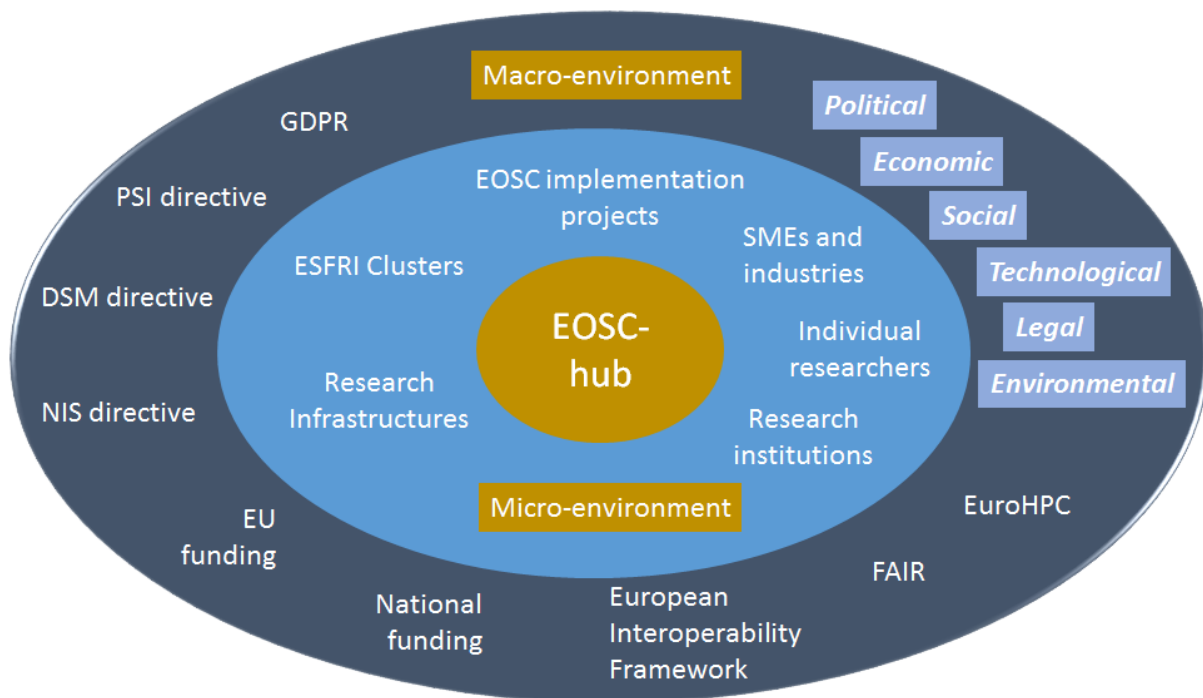 Macro-environment
Political
GDPR
Economic
EOSC implementation
projects
PSI directive
Social
SMEs and
industries
ESFRI Clusters
Technological
DSM directive
EOSC-
hub
Individual
researchers
Legal
Research
Infrastructures
Environmental
NIS directive
Research
institutions
Micro-environment
EuroHPC
EU
funding
FAIR
National
funding
European
Interoperability
Framework